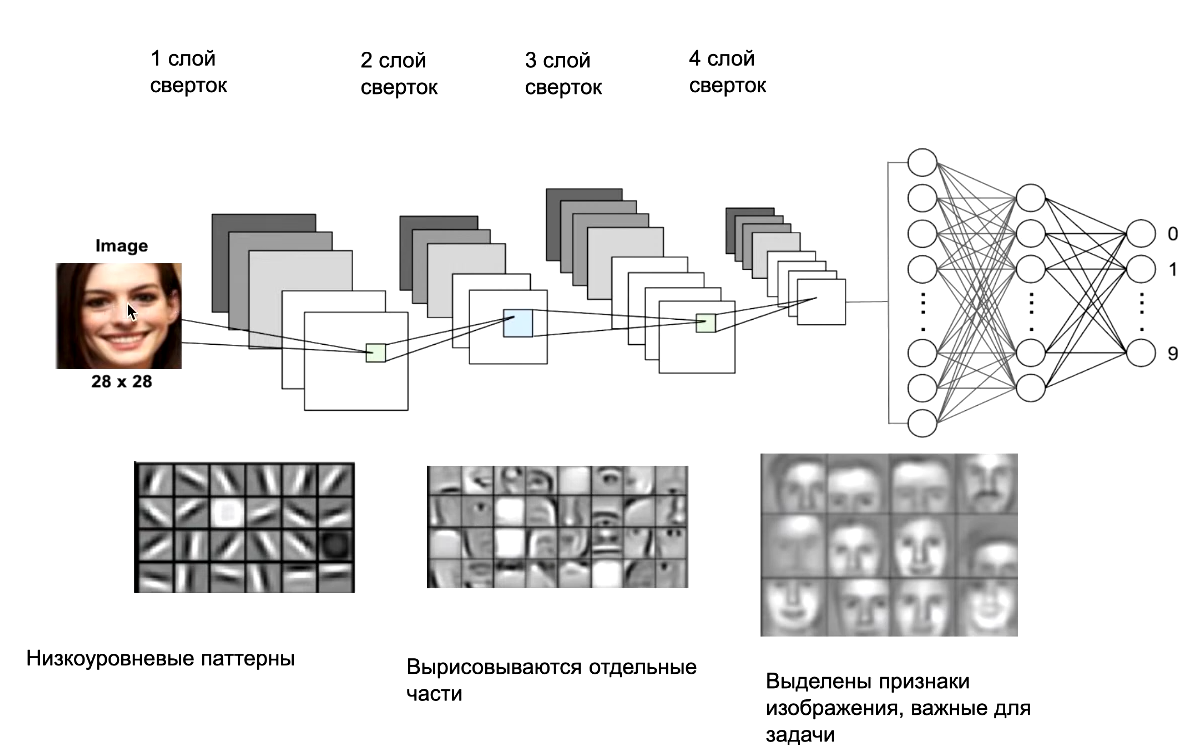 1 слой
сверток
2 слой
сверток
3 слой
сверток
4 слой
сверток
Image
28 x 28
0
1
9
Низкоуровневые паттерны
Вырисовываются отдельные
части
Выделены признаки
изображения, важные для
задачи